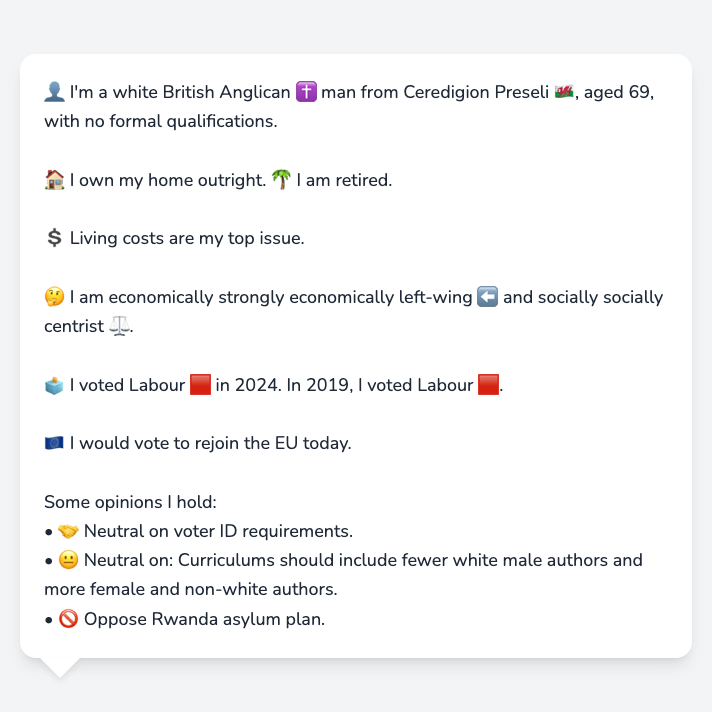 👤 I'm a white British Anglican ✝️ man from Ceredigion Preseli 🏴󠁧󠁢󠁷󠁬󠁳󠁿, aged 69,
with no formal qualifications.
🏠 I own my home outright. 🌴 I am retired.
💲 Living costs are my top issue.
🤔 I am economically strongly economically left-wing ⬅️ and socially socially
centrist ⚖️.
🗳️ I voted Labour 🟥 in 2024. In 2019, I voted Labour 🟥.
🇪🇺 I would vote to rejoin the EU today.
Some opinions I hold:
• 🤝 Neutral on voter ID requirements.
• 😐 Neutral on: Curriculums should include fewer white male authors and
more female and non-white authors.
• 🚫 Oppose Rwanda asylum plan.